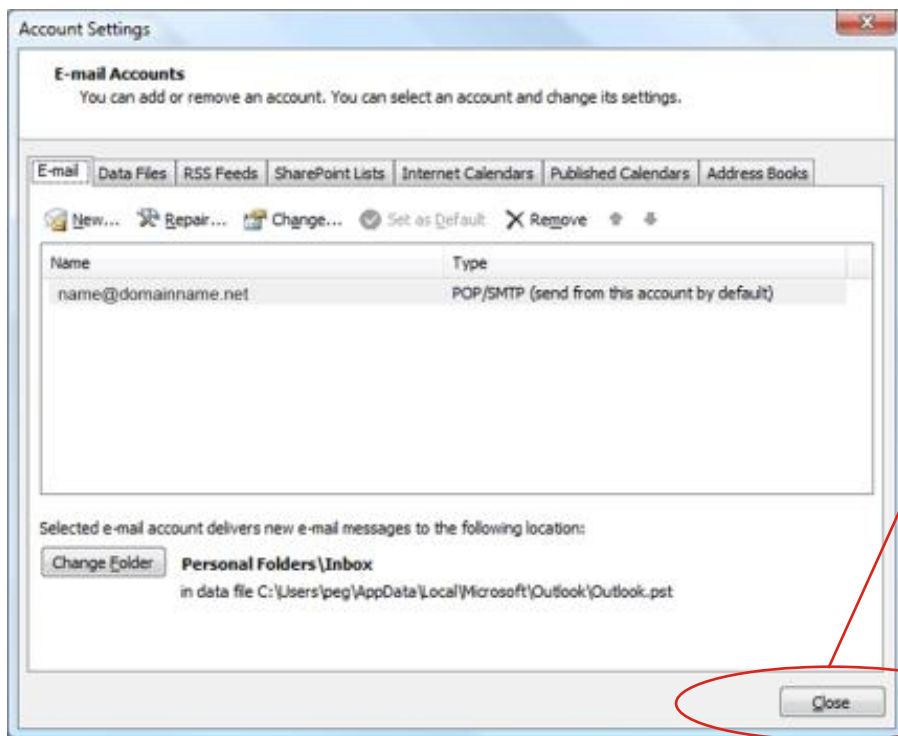 Account Settings
E-mail Accounts
You can add or remove an account. You can select an account and change its settings.
E-mail Data Files RSS Feeds SharePoint Lists Internet Calendars Published Calendars Address Books
New... Repair... Change... Set as Default Remove
Name Type
name@domainname.net POP/SMTP (send from this account by default)
Selected e-mail account delivers new e-mail messages to the following location:
Change Folder Personal Folders\Inbox
in data file C:\Users\peg\AppData\Local\Microsoft\Outlook\Outlook.pst
Close